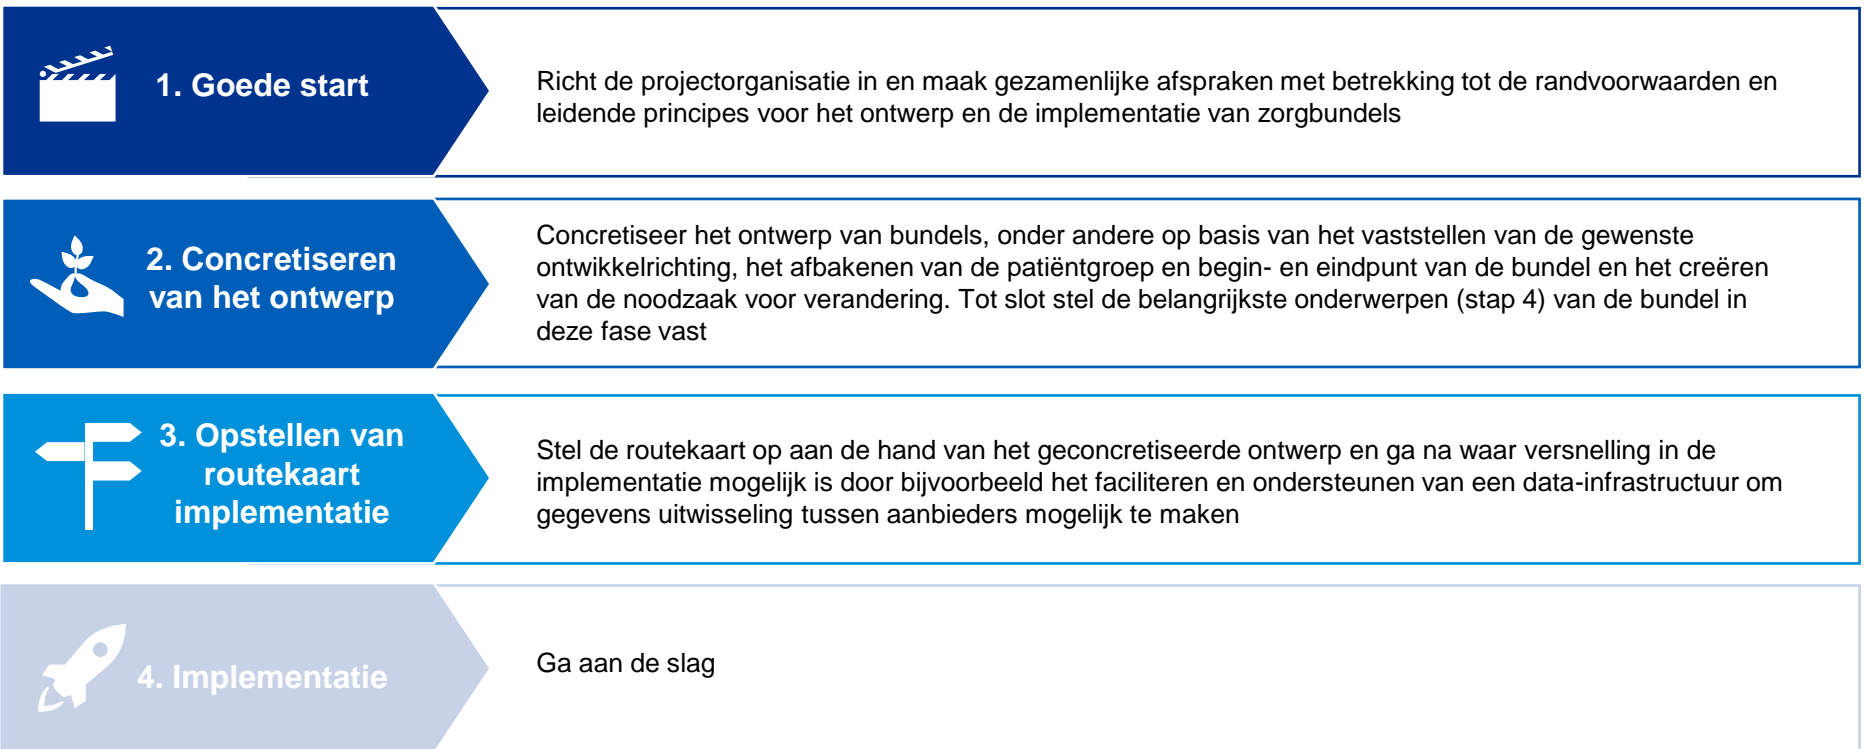 1. Goede start
Richt de projectorganisatie in en maak gezamenlijke afspraken met betrekking tot de randvoorwaarden en
leidende principes voor het ontwerp en de implementatie van zorgbundels
2. Concretiseren
van het ontwerp
Concretiseer het ontwerp van bundels, onder andere op basis van het vaststellen van de gewenste
ontwikkelrichting, het afbakenen van de patiëntgroep en begin- en eindpunt van de bundel en het creëren
van de noodzaak voor verandering. Tot slot stel de belangrijkste onderwerpen (stap 4) van de bundel in
deze fase vast
3. Opstellen van
routekaart
implementatie
Stel de routekaart op aan de hand van het geconcretiseerde ontwerp en ga na waar versnelling in de
implementatie mogelijk is door bijvoorbeeld het faciliteren en ondersteunen van een data-infrastructuur om
gegevens uitwisseling tussen aanbieders mogelijk te maken
4. Implementatie
Ga aan de slag